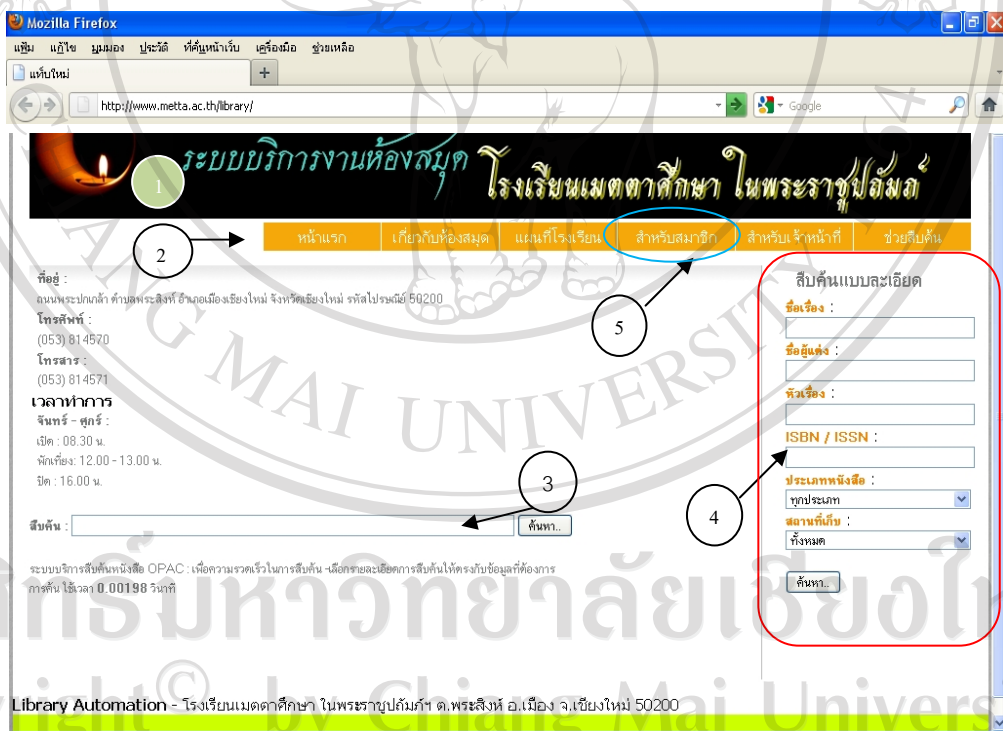 Mozilla Firefox
แฟ้ม แก้ไข มุมมอง ประวัติ ที่คั่นหน้าเว็บ เครื่องมือ ช่วยเหลือ
แท็บใหม่ +
http://www.metta.ac.th/library/ Google
ระบบบริการงานห้องสมุด โรงเรียนเมตตาศึกษา ในพระราชูปถัมภ์
1
2
หน้าแรก เกี่ยวกับห้องสมุด แผนที่โรงเรียน สำหรับสมาชิก สำหรับเจ้าหน้าที่ ช่วยสืบค้น
5
ที่อยู่ :
ถนนพระปกเกล้า ตำบลพระสิงห์ อำเภอเมืองเชียงใหม่ จังหวัดเชียงใหม่ รหัสไปรษณีย์ 50200
โทรศัพท์ :
(053) 814570
โทรสาร :
(053) 814571
เวลาทำการ
จันทร์ - ศุกร์ :
เปิด : 08.30 น.
พักเที่ยง: 12.00 - 13.00 น.
ปิด : 16.00 น.
3
สืบค้น : ค้นหา..
ระบบบริการสืบค้นหนังสือ OPAC : เพื่อความรวดเร็วในการสืบค้น -เลือกรายละเอียดการสืบค้นให้ตรงกับข้อมูลที่ต้องการ
การค้น ใช้เวลา 0.00198 วินาที
สืบค้นแบบละเอียด
ชื่อเรื่อง :
ชื่อผู้แต่ง :
หัวเรื่อง :
ISBN / ISSN :
4
ประเภทหนังสือ :
ทุกประเภท
สถานที่เก็บ :
ทั้งหมด
ค้นหา..
Library Automation - โรงเรียนเมตตาศึกษา ในพระราชูปถัมภ์ฯ ต.พระสิงห์ อ.เมือง จ.เชียงใหม่ 50200
ANG MAI UNIVERSITY
64
by Chiang Mai Univers